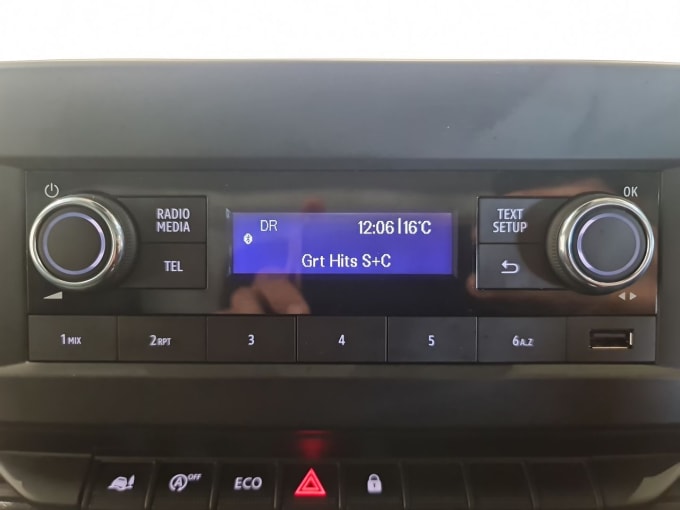 OK
RADIO MEDIA
TEL
DR 12:06 16°C
Grt Hits S+C
TEXT SETUP
1 MIX 2 RPT 3 4 5 6 A.Z
A OFF ECO